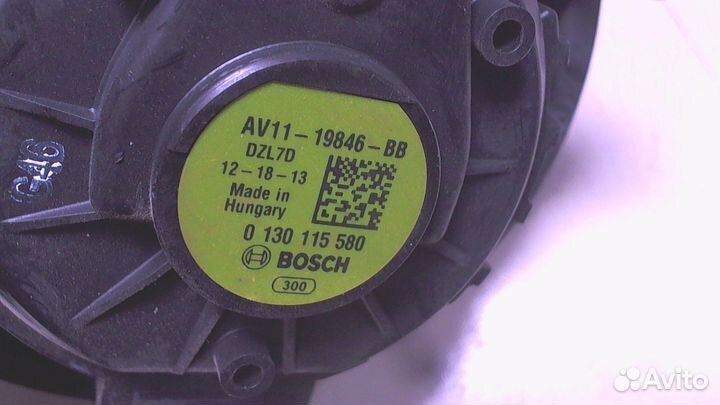 AV11-19846-BB
DZL7D
12-18-13
Made in
Hungary
0 130 115 580
BOSCH
300
Avito